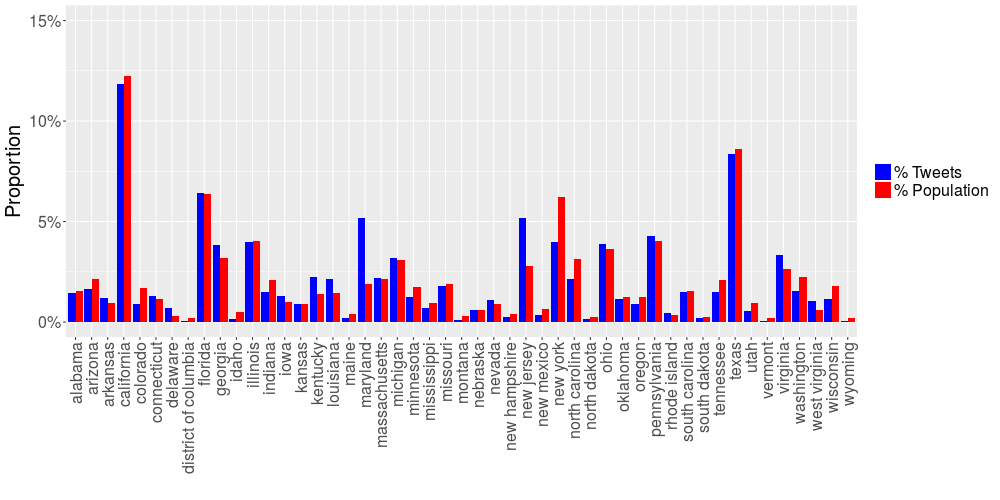 15%
10%
5%
0%
Proportion
alabama
arizona
arkansas
california
colorado
connecticut
delaware
district of columbia
florida
georgia
idaho
illinois
indiana
iowa
kansas
kentucky
louisiana
maine
maryland
massachusetts
michigan
minnesota
mississippi
missouri
montana
nebraska
nevada
new hampshire
new jersey
new mexico
new york
north carolina
north dakota
ohio
oklahoma
oregon
pennsylvania
rhode island
south carolina
south dakota
tennessee
texas
utah
vermont
virginia
washington
west virginia
wisconsin
wyoming
% Tweets
% Population